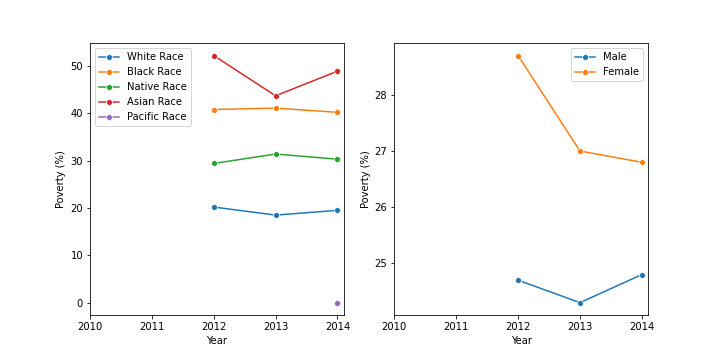 White Race
Black Race
Native Race
Asian Race
Pacific Race
50
40
30
20
10
0
Poverty (%)
2010 2011 2012 2013 2014
Year
Male
Female
28
27
26
25
Poverty (%)
2010 2011 2012 2013 2014
Year